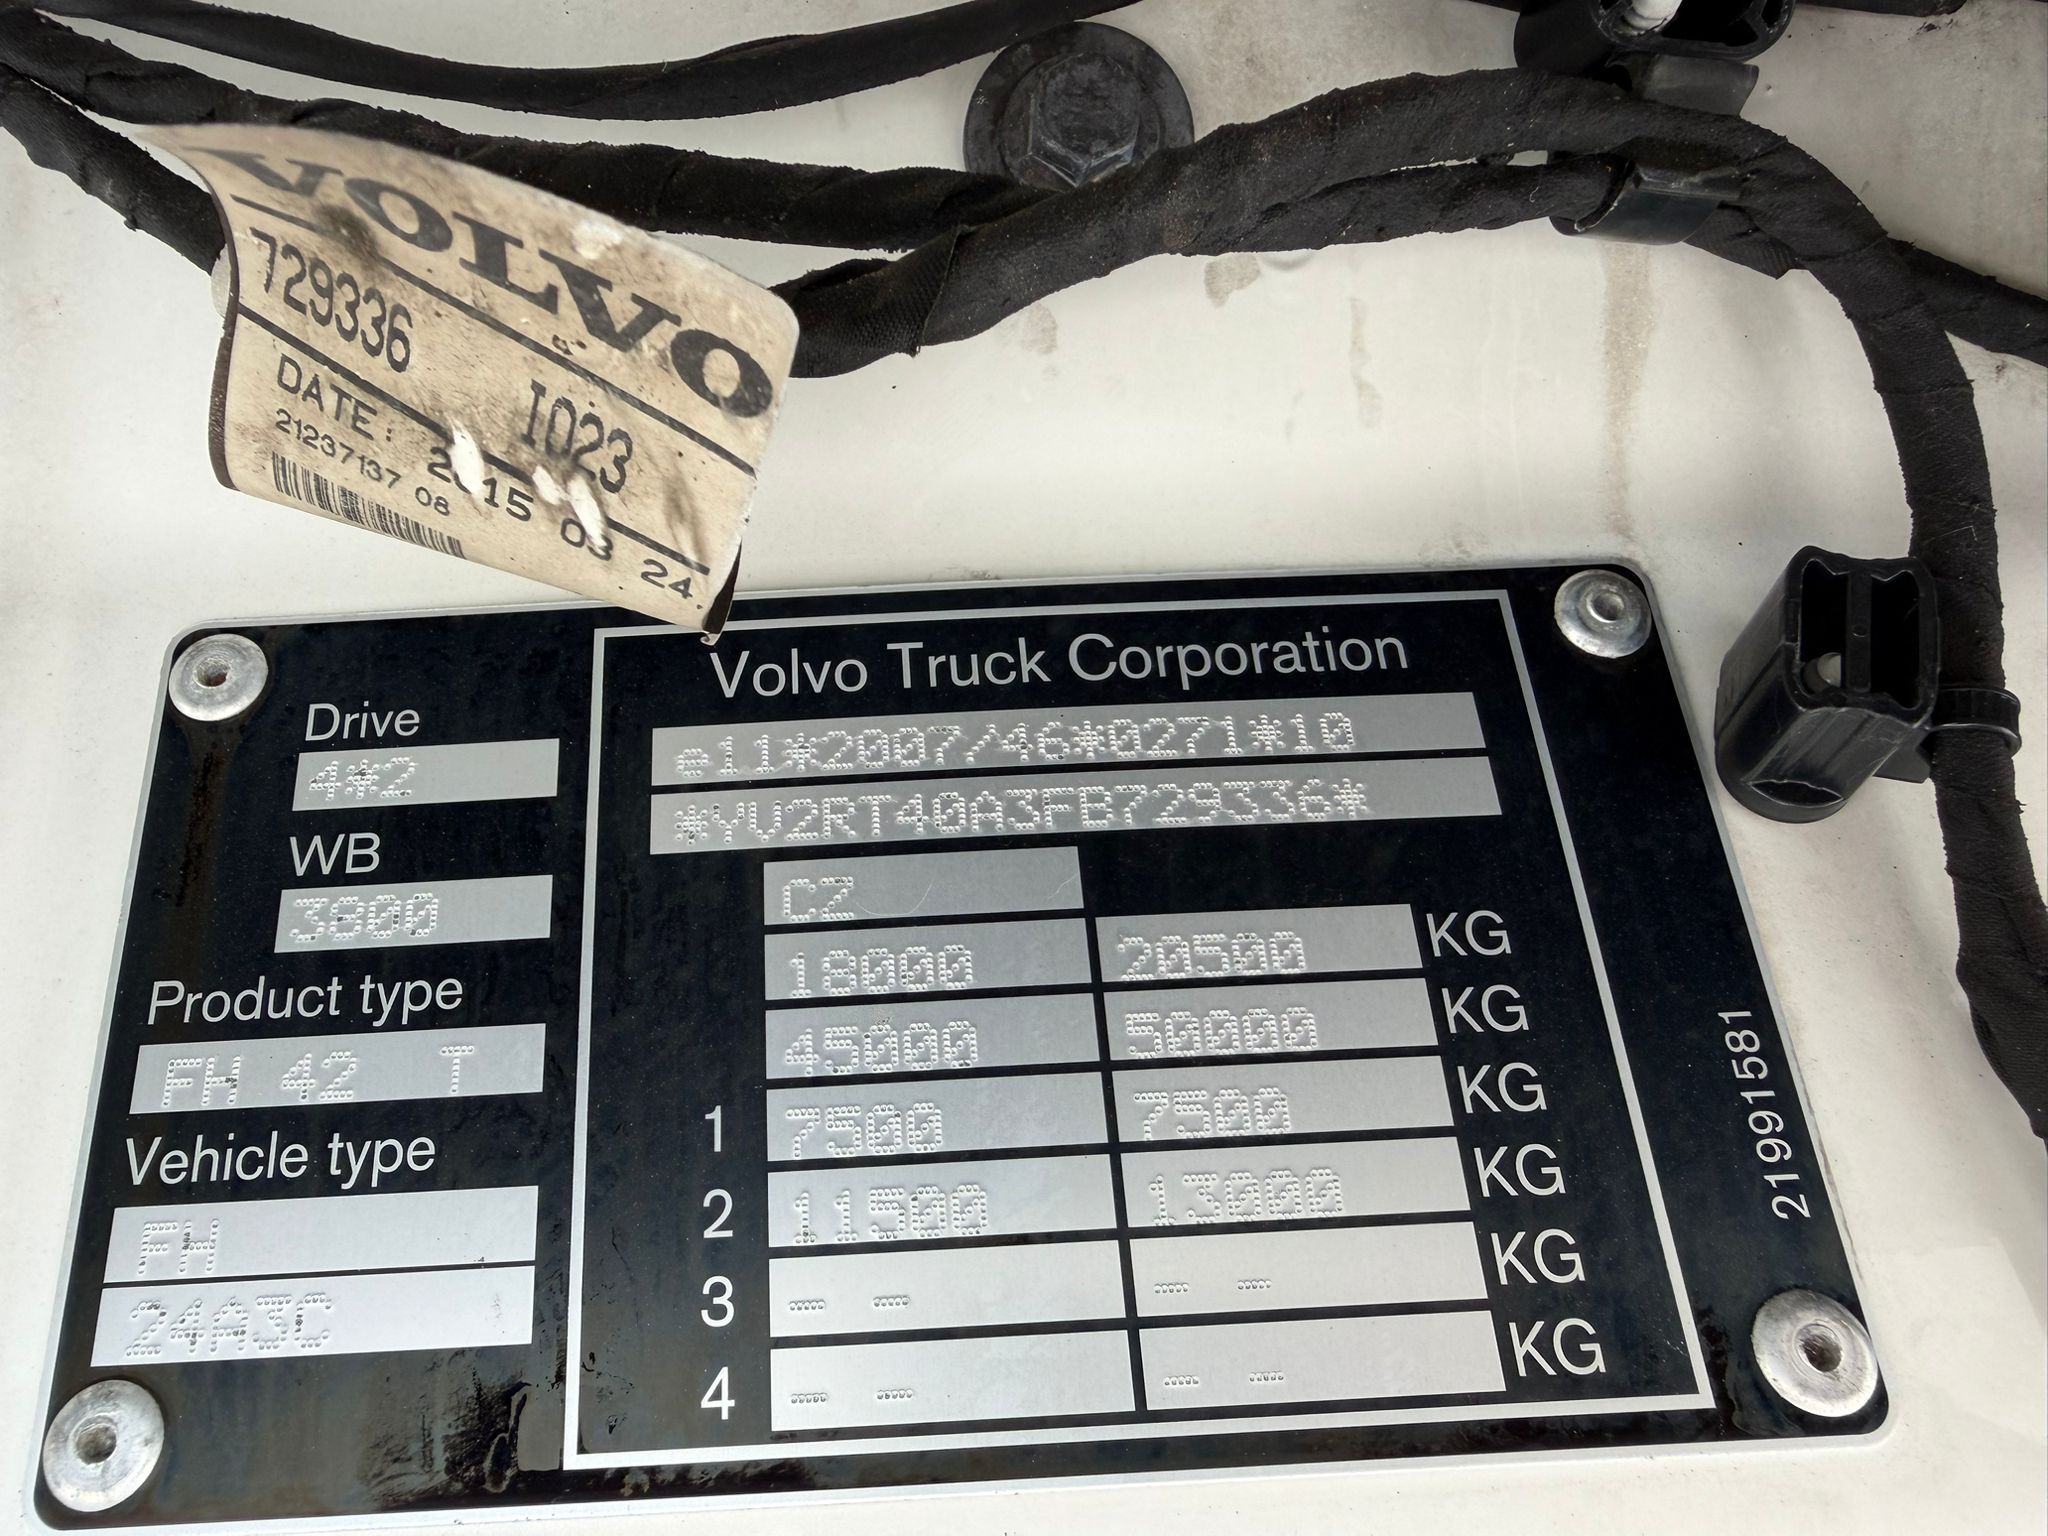 VOLVO
729336 I023
DATE: 2015 03 24
21237137 08
Volvo Truck Corporation
e11*2007/46*0271*10
*YV2RT40A3FB729336*
CZ
18000 20500 KG
45000 50000 KG
1 7500 7500 KG
2 11500 13000 KG
3 -- -- -- -- KG
4 -- -- -- -- KG
Drive
4*2
WB
3800
Product type
FH 42 T
Vehicle type
FH
24A3C
21991581